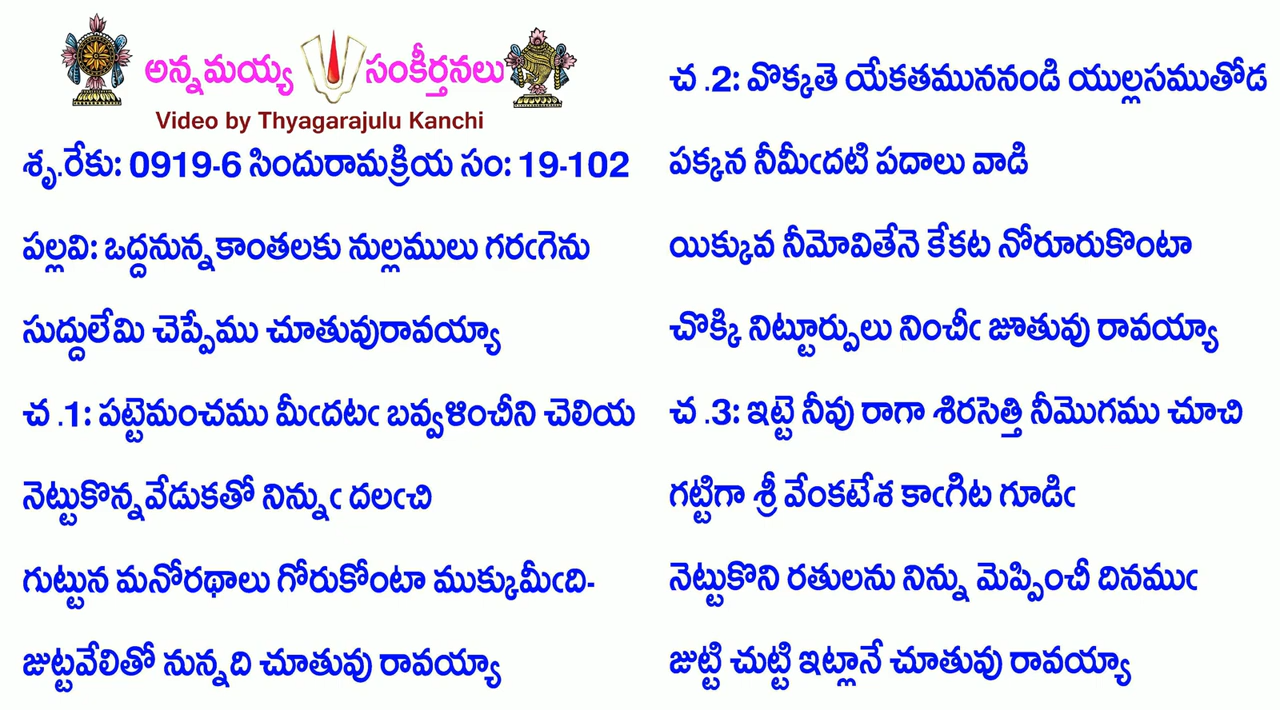 అన్నమయ్య సంకీర్తనలు
Video by Thyagarajulu Kanchi
శృ.రేకు: 0919-6 సిందురామక్రియ సం: 19-102
పల్లవి: ఒద్దనున్నకాంతలకు నుల్లములు గరఁగెను
సుద్దులేమి చెప్పేము చూతువురావయ్యా
చ .1: పట్టెమంచము మీఁదటఁ బవ్వళించీని చెలియ
నెట్టుకొన్నవేడుకతో నిన్నుఁ దలఁచి
గుట్టున మనోరథాలు గోరుకోంటా ముక్కుమీఁది-
జుట్టవేలితో నున్నది చూతువు రావయ్యా
చ .2: వొక్కతె యేకతముననండి యుల్లసముతోడ
పక్కన నీమీఁదటి పదాలు వాడి
యిక్కువ నీమోవితేనె కేకట నోరూరుకొంటా
చొక్కి నిట్టూర్పులు నించీఁ జూతువు రావయ్యా
చ .3: ఇట్టె నీవు రాగా శిరసెత్తి నీమొగము చూచి
గట్టిగా శ్రీ వేంకటేశ కాఁగిట గూడిఁ
నెట్టుకొని రతులను నిన్ను మెప్పించీ దినముఁ
జుట్టి చుట్టి ఇట్లానే చూతువు రావయ్యా